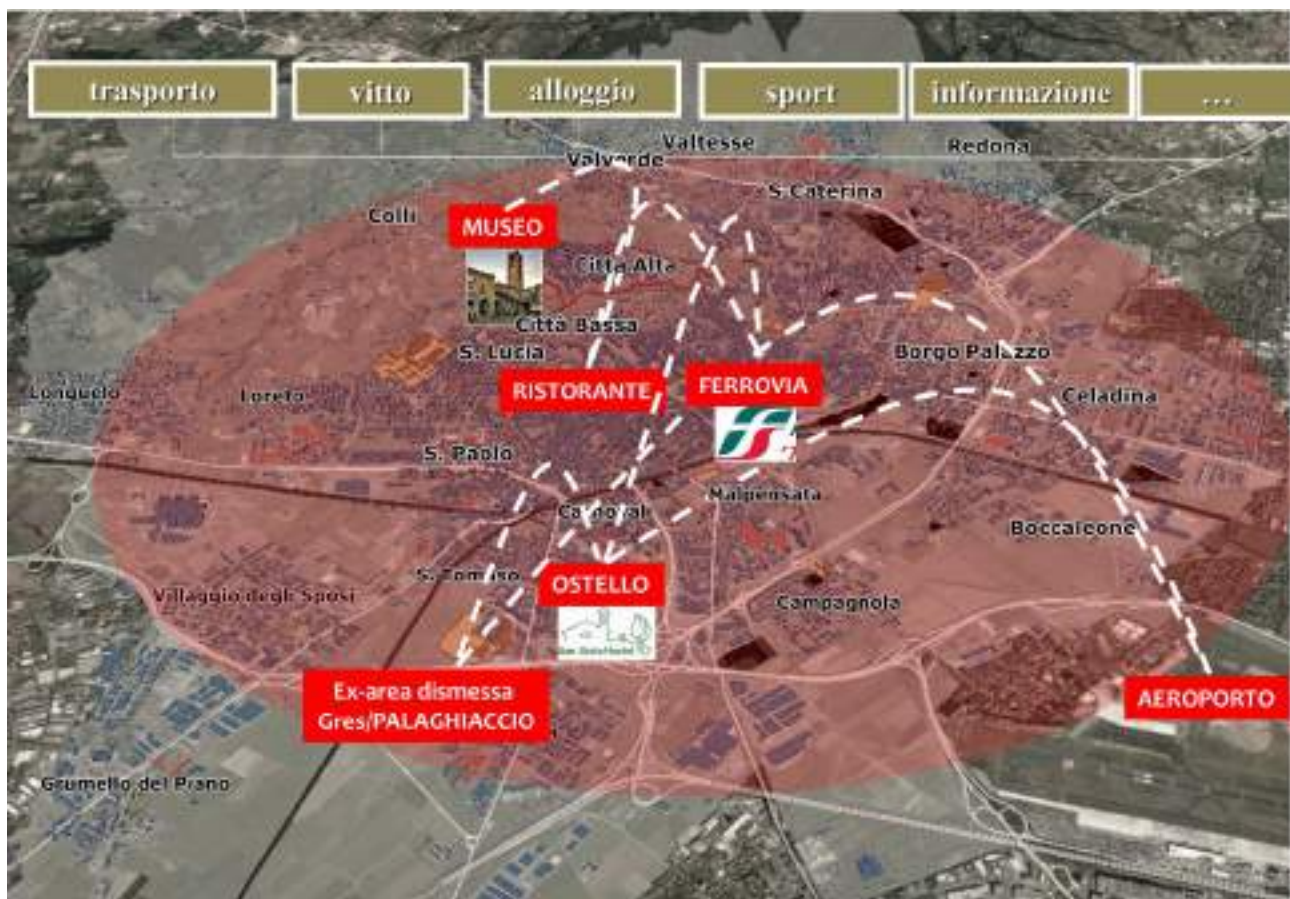 trasporto
vitto
alloggio
sport
informazione
...
Valtesse
Redona
Valverde
S Caterina
Colli
MUSEO
Città Alta
Città Bassa
S. Lucia
Borgo Palazzo
RISTORANTE
FERROVIA
Longuelo
Loreto
Celadina
S. Paolo
Malpensata
Boccaleone
S. Tomaso
OSTELLO
Villaggio degli Sposi
Campagnola
Ex-area dismessa
Gres/PALAGHIACCIO
AEROPORTO
Grumello del Piano